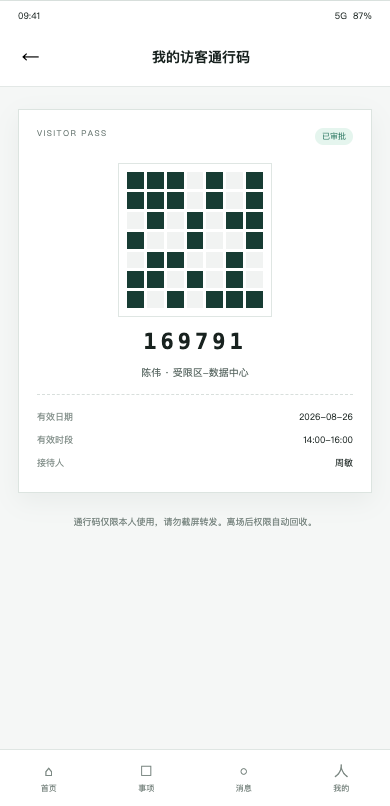 09:41 5G 87%
← 我的访客通行码
VISITOR PASS 已审批
169791
陈伟 · 受限区–数据中心
有效日期 2026–08–26
有效时段 14:00–16:00
接待人 周敏
通行码仅限本人使用，请勿截屏转发。离场后权限自动回收。
首页 事项 消息 我的